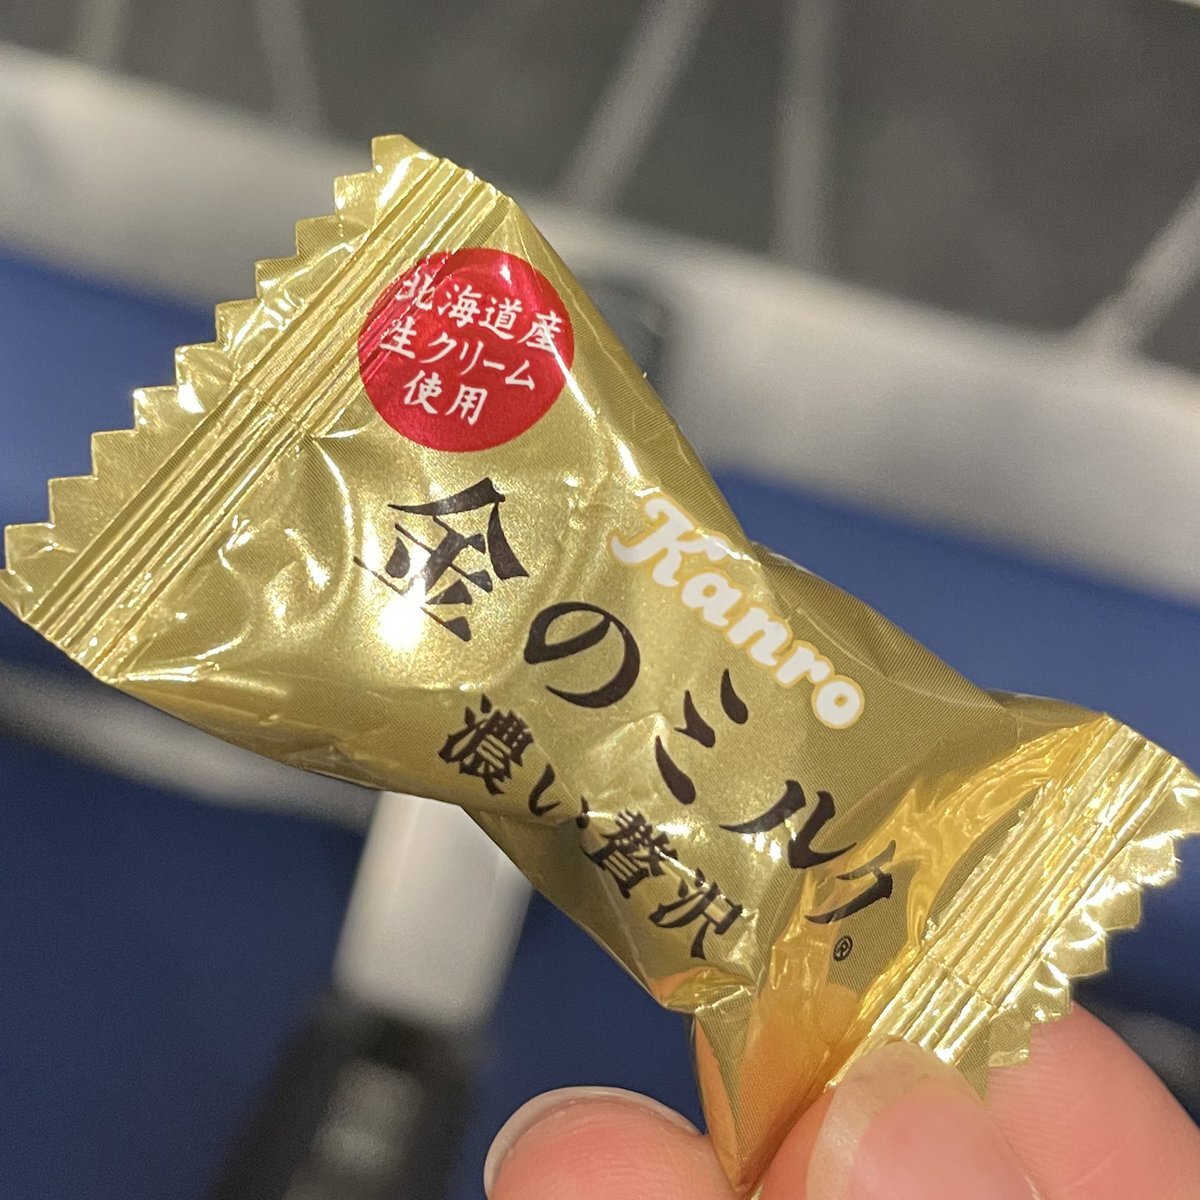 北海道産
生クリーム
使用
Kanro
金のミルク®
濃い贅沢